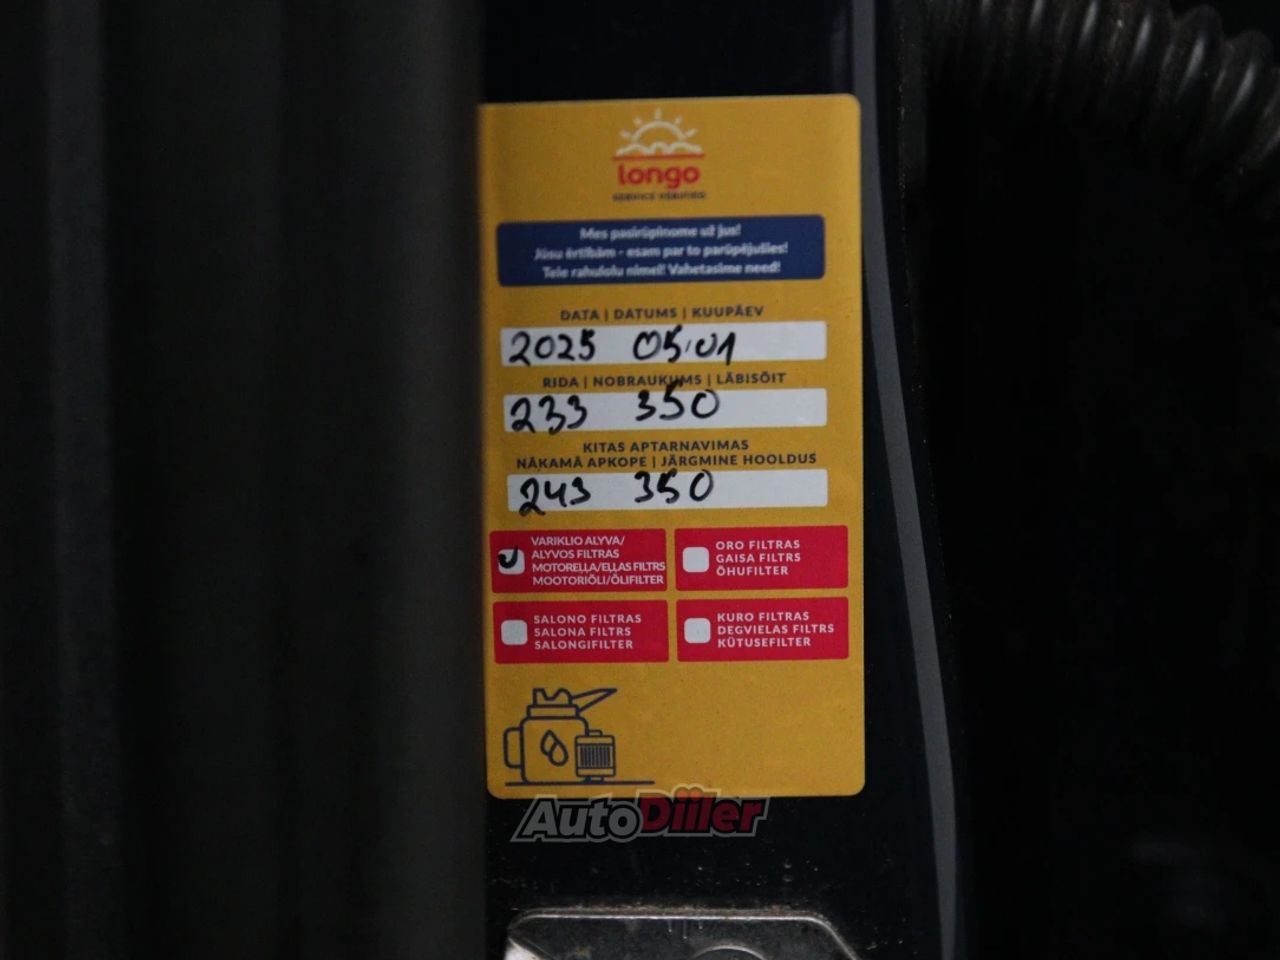 longo
SERVICE VERIFIED
Mes pasirūpinome už jus!
Jūsu ērtībām - esam par to parūpējušies!
Teie rahulolu nimel! Vahetasime need!
DATA | DATUMS | KUUPÄEV
2025 05.01
RIDA | NOBRAUKUMS | LÄBISÕIT
233 350
KITAS APTARNAVIMAS
NĀKAMĀ APKOPE | JÄRGMINE HOOLDUS
243 350
VARIKLIO ALYVA/
ALYVOS FILTRAS
MOTOREĻĻA/EĻĻAS FILTRS
MOOTORIÕLI/ÕLIFILTER
ORO FILTRAS
GAISA FILTRS
ÕHUFILTER
SALONO FILTRAS
SALONA FILTRS
SALONGIFILTER
KURO FILTRAS
DEGVIELAS FILTRS
KÜTUSEFILTER
AutoDiiler